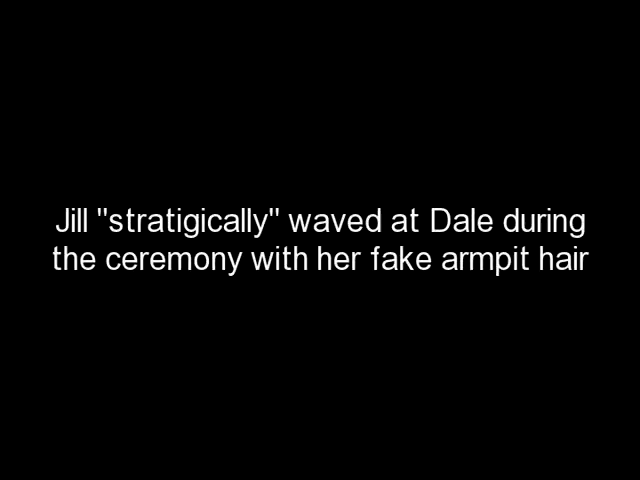 Jill "stratigically" waved at Dale during
the ceremony with her fake armpit hair